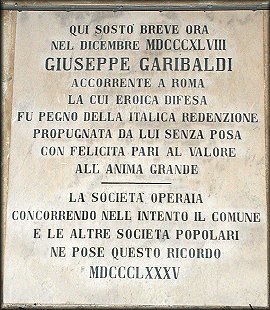 QUI SOSTÒ BREVE ORA
NEL DICEMBRE MDCCCXLVIII
GIUSEPPE GARIBALDI
ACCORRENTE A ROMA
LA CUI EROICA DIFESA
FU PEGNO DELLA ITALICA REDENZIONE
PROPUGNATA DA LUI SENZA POSA
CON FELICITÀ PARI AL VALORE
ALL ANIMA GRANDE
LA SOCIETÀ OPERAIA
CONCORRENDO NELL INTENTO IL COMUNE
E LE ALTRE SOCIETÀ POPOLARI
NE POSE QUESTO RICORDO
MDCCCLXXXV